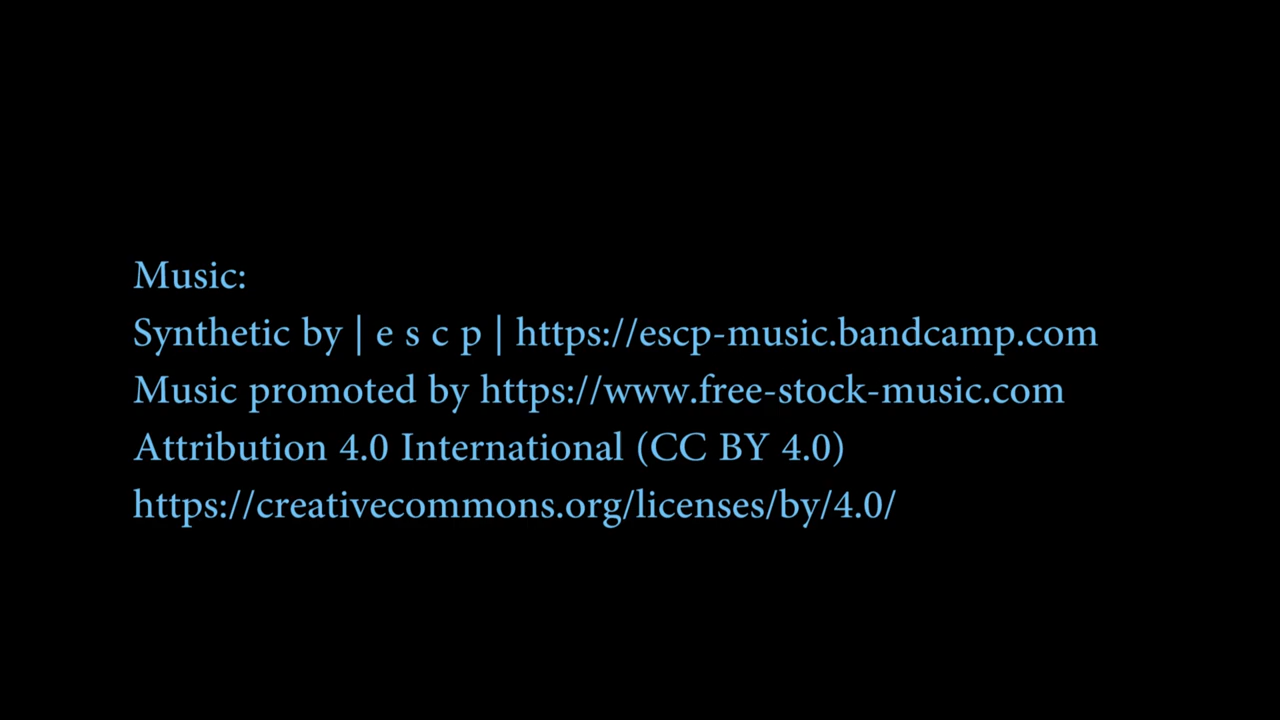 Music:
Synthetic by | e s c p | https://escp-music.bandcamp.com
Music promoted by https://www.free-stock-music.com
Attribution 4.0 International (CC BY 4.0)
https://creativecommons.org/licenses/by/4.0/